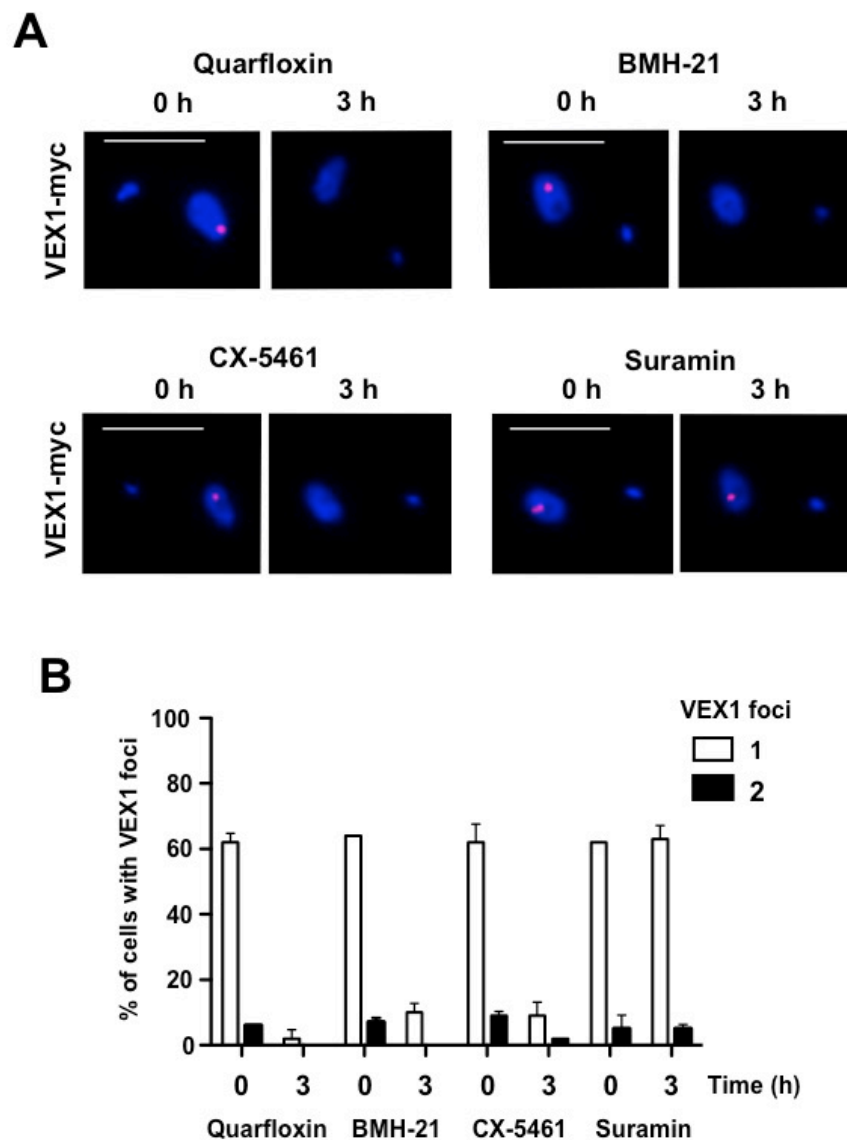 A
Quarfloxin
BMH-21
0 h
3 h
0 h
3 h
VEX1-myc
CX-5461
Suramin
0 h
3 h
0 h
3 h
VEX1-myc
B
% of cells with VEX1 foci
100
80
60
40
20
0
VEX1 foci
1
2
0 3 0 3 0 3 0 3 Time (h)
Quarfloxin BMH-21 CX-5461 Suramin